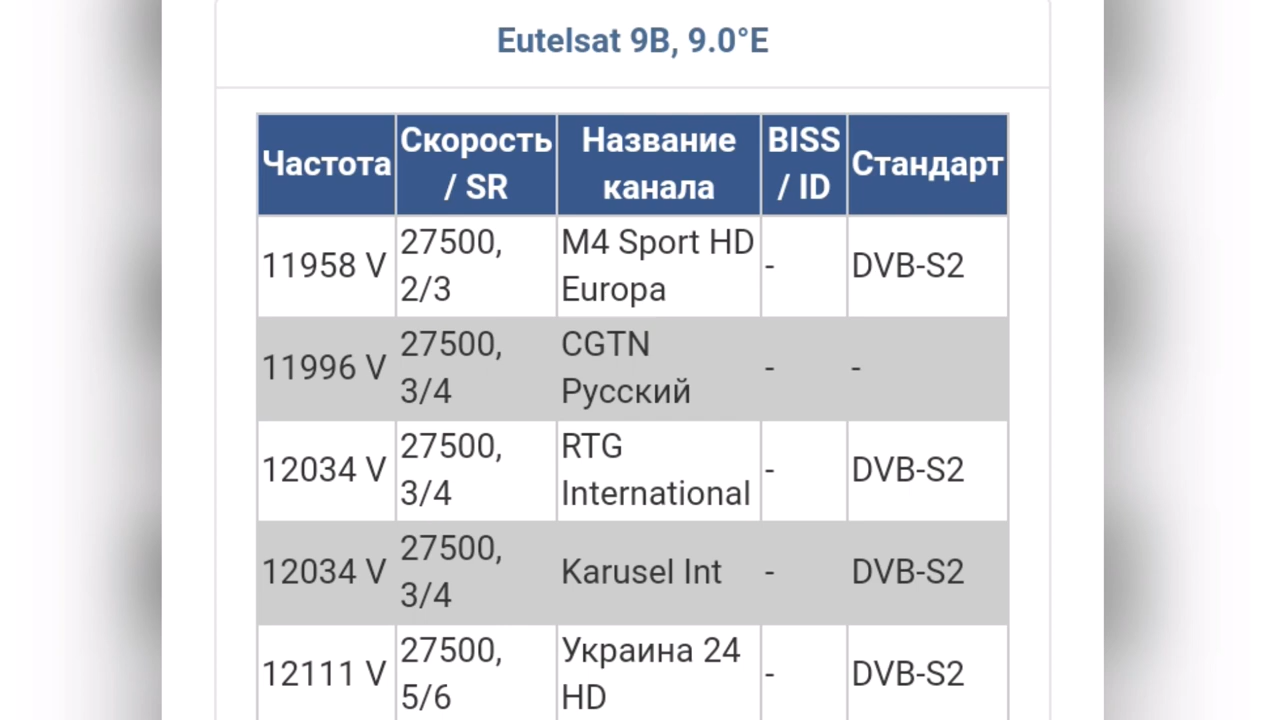 Eutelsat 9B, 9.0°E
Частота
Скорость
/ SR
Название
канала
BISS
/ ID
Стандарт
11958 V
27500,
2/3
M4 Sport HD
Europa
-
DVB-S2
11996 V
27500,
3/4
CGTN
Русский
-
-
12034 V
27500,
3/4
RTG
International
-
DVB-S2
12034 V
27500,
3/4
Karusel Int
-
DVB-S2
12111 V
27500,
5/6
Украина 24
HD
-
DVB-S2